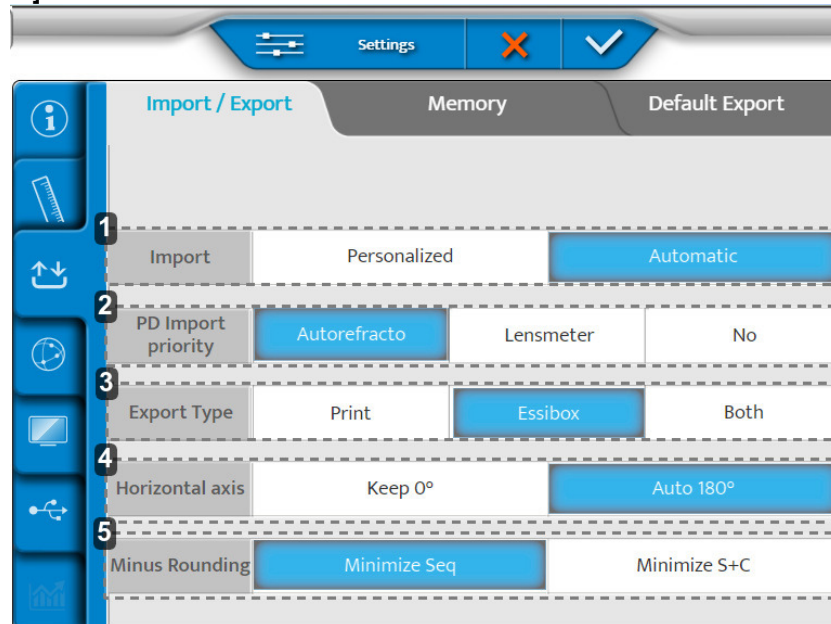 Settings
Import / Export Memory Default Export
1
Import Personalized Automatic
2
PD Import
priority Autorefracto Lensmeter No
3
Export Type Print Essibox Both
4
Horizontal axis Keep 0° Auto 180°
5
Minus Rounding Minimize Seq Minimize S+C